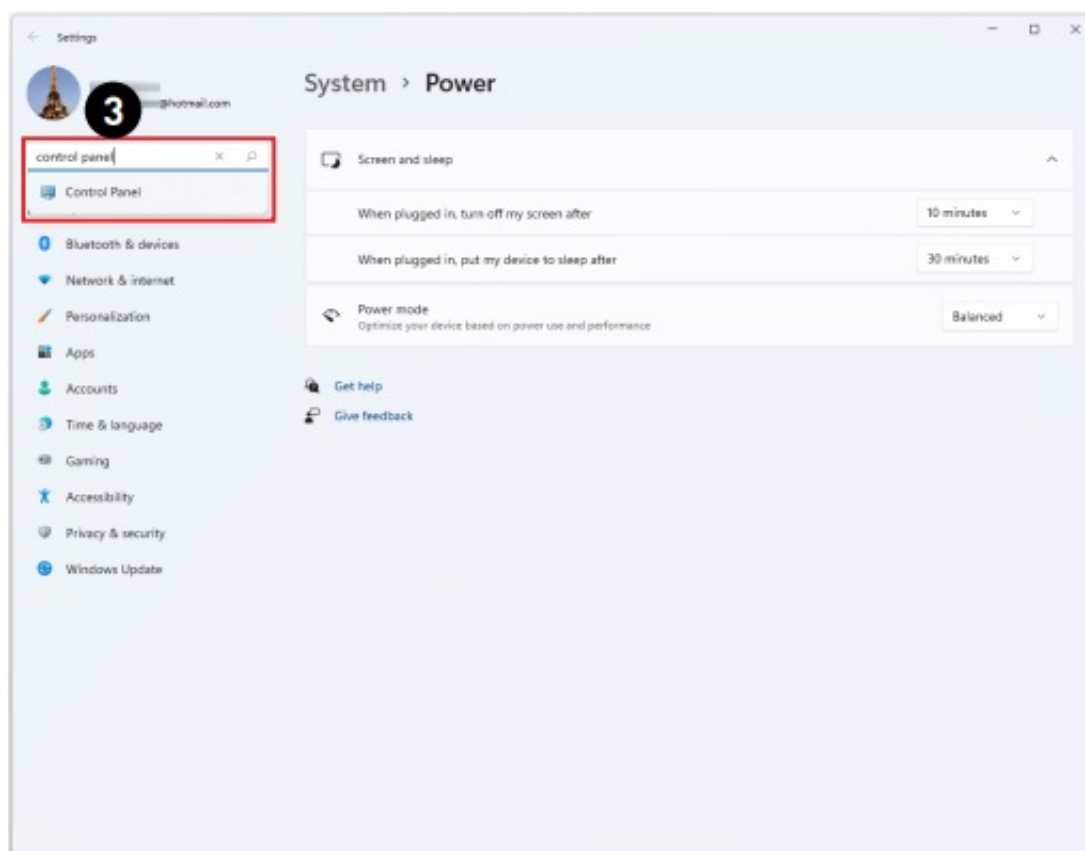 Settings
@hotmail.com
3
control panel
Control Panel
Bluetooth & devices
Network & internet
Personalization
Apps
Accounts
Time & language
Gaming
Accessibility
Privacy & security
Windows Update
System > Power
Screen and sleep
When plugged in, turn off my screen after 10 minutes
When plugged in, put my device to sleep after 30 minutes
Power mode
Optimize your device based on power use and performance
Balanced
Get help
Give feedback